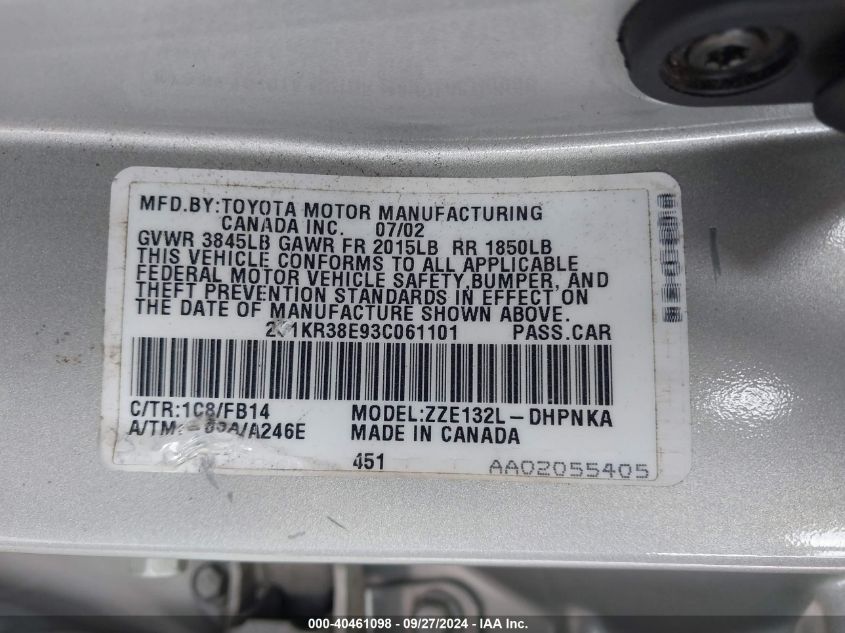 MFD.BY:TOYOTA MOTOR MANUFACTURING
CANADA INC. 07/02
GVWR 3845LB GAWR FR 2015LB RR 1850LB
THIS VEHICLE CONFORMS TO ALL APPLICABLE
FEDERAL MOTOR VEHICLE SAFETY,BUMPER, AND
THEFT PREVENTION STANDARDS IN EFFECT ON
THE DATE OF MANUFACTURE SHOWN ABOVE.
PASS.CAR
C/TR:1C8/FB14 MODEL:ZZE132L-DHPNKA
MADE IN CANADA
451 AA02055405
000-40461098 - 09/27/2024 - IAA Inc.